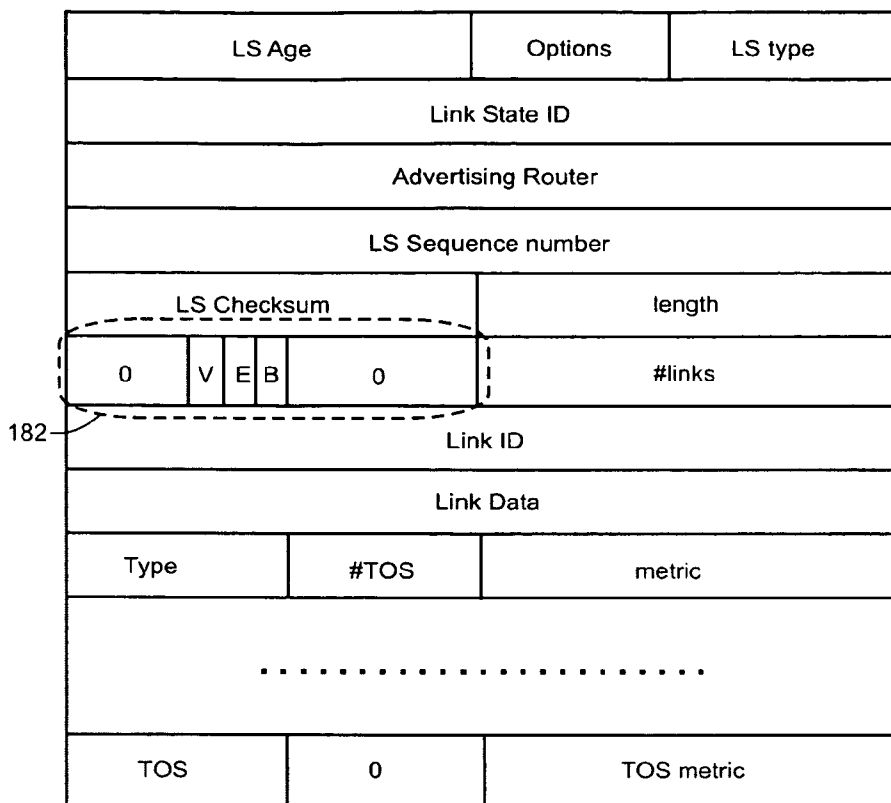 LS Age Options LS type
Link State ID
Advertising Router
LS Sequence number
LS Checksum length
0 V E B 0 #links
182
Link ID
Link Data
Type #TOS metric
. . . . . . . . . . . . . . . . . . . . . .
TOS 0 TOS metric